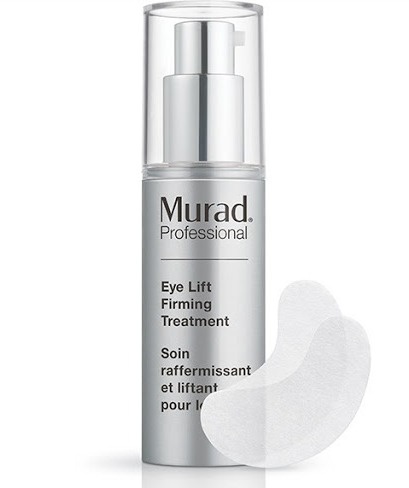 Murad®
Professional
Eye Lift
Firming
Treatment
Soin
raffermissant
et liftant
pour